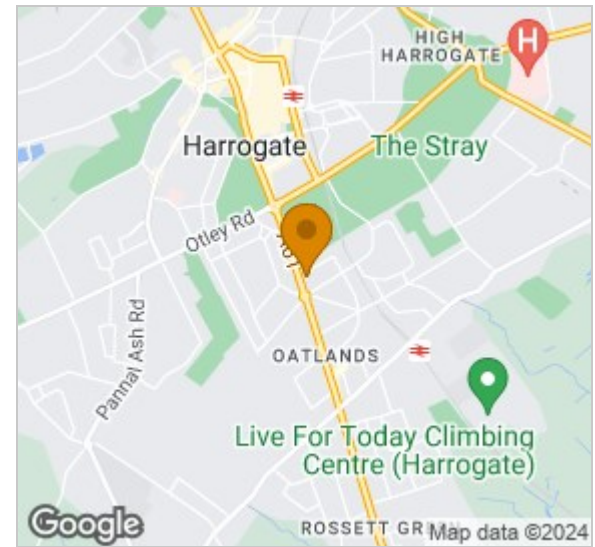 HIGH
HARROGATE
H
Harrogate
The Stray
Otley Rd
A61
Pannal Ash Rd
OATLANDS
Live For Today Climbing
Centre (Harrogate)
Google
ROSSETT GR
Map data ©2024